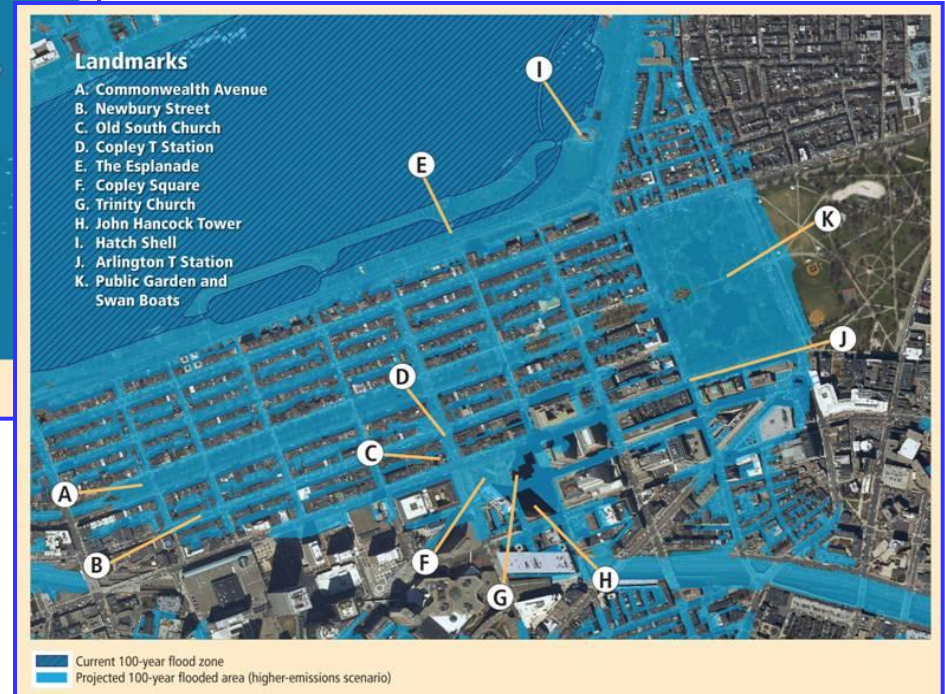 Landmarks
A. Commonwealth Avenue
B. Newbury Street
C. Old South Church
D. Copley T Station
E. The Esplanade
F. Copley Square
G. Trinity Church
H. John Hancock Tower
I. Hatch Shell
J. Arlington T Station
K. Public Garden and
Swan Boats
I
E
K
J
D
C
A
B
F
G
H
Current 100-year flood zone
Projected 100-year flooded area (higher-emissions scenario)